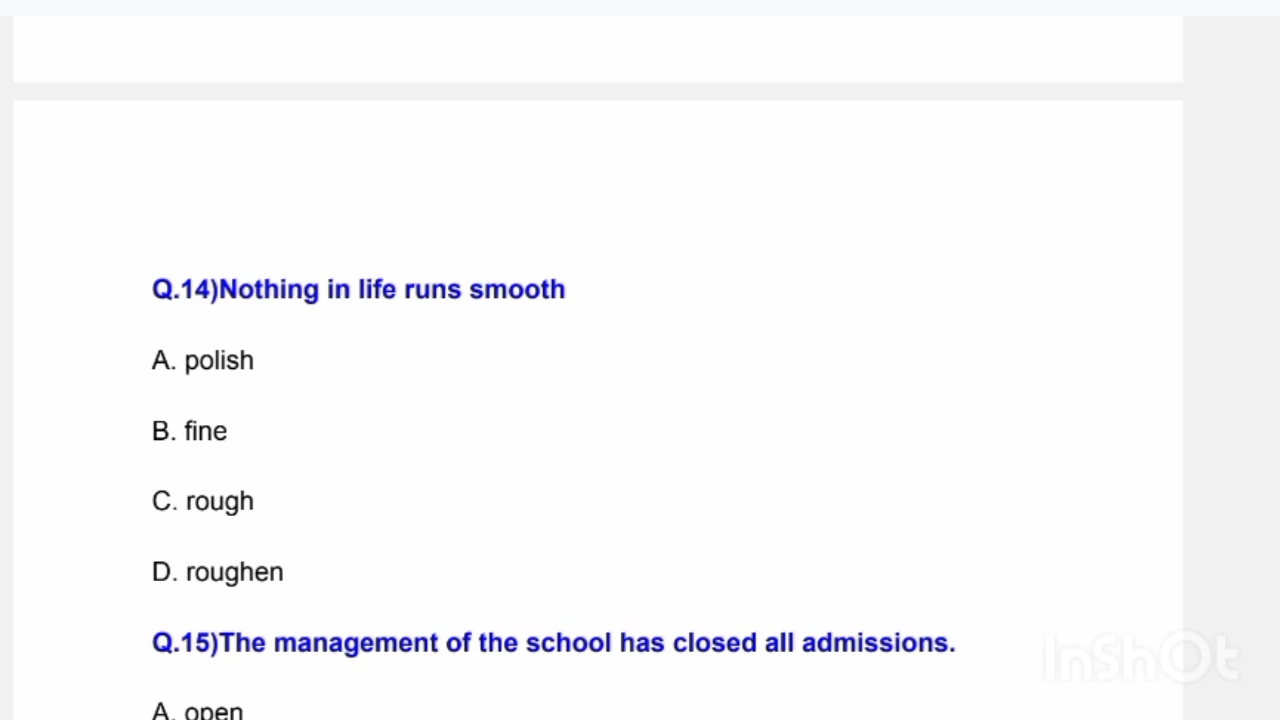 Q.14)Nothing in life runs smooth
A. polish
B. fine
C. rough
D. roughen
Q.15)The management of the school has closed all admissions.
A. open
InShOt